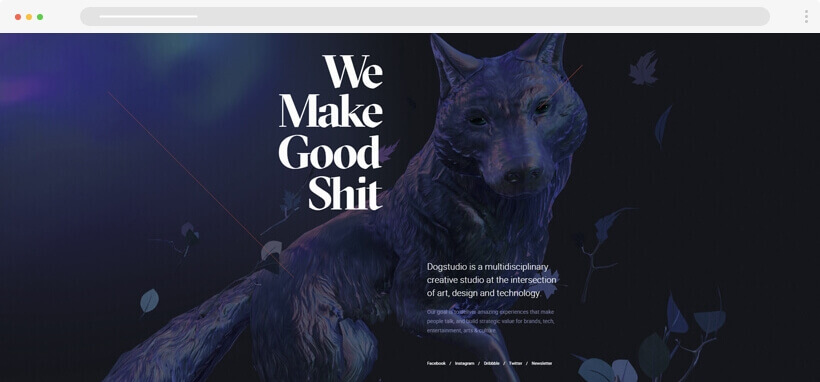 We
Make
Good
Shit
Dogstudio is a multidisciplinary
creative studio at the intersection
of art, design and technology.
Our goal is to deliver amazing experiences that make
people talk, and build strategic value for brands, tech,
entertainment, arts & culture.
Facebook / Instagram / Dribbble / Twitter / Newsletter